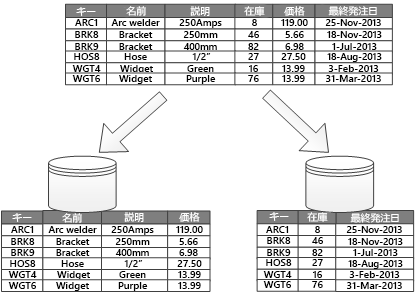 キー 名前 説明 在庫 価格 最終発注日
ARC1 Arc welder 250Amps 8 119.00 25-Nov-2013
BRK8 Bracket 250mm 46 5.66 18-Nov-2013
BRK9 Bracket 400mm 82 6.98 1-Jul-2013
HOS8 Hose 1/2" 27 27.50 18-Aug-2013
WGT4 Widget Green 16 13.99 3-Feb-2013
WGT6 Widget Purple 76 13.99 31-Mar-2013
キー 名前 説明 価格
ARC1 Arc welder 250Amps 119.00
BRK8 Bracket 250mm 5.66
BRK9 Bracket 400mm 6.98
HOS8 Hose 1/2" 27.50
WGT4 Widget Green 13.99
WGT6 Widget Purple 13.99
キー 在庫 最終発注日
ARC1 8 25-Nov-2013
BRK8 46 18-Nov-2013
BRK9 82 1-Jul-2013
HOS8 27 18-Aug-2013
WGT4 16 3-Feb-2013
WGT6 76 31-Mar-2013